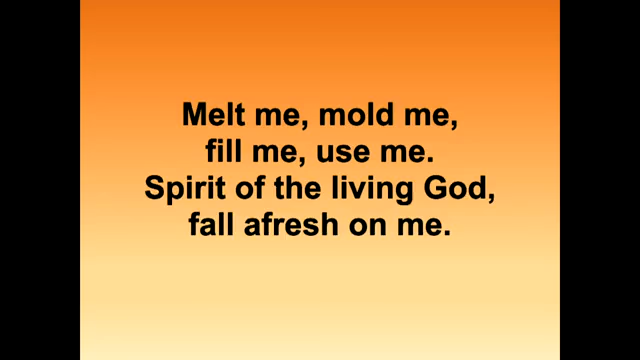 Melt me, mold me,
fill me, use me.
Spirit of the living God,
fall afresh on me.